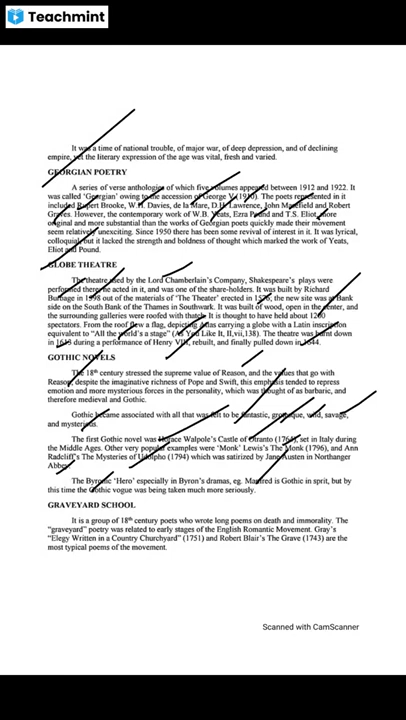 Teachmint
It was a time of national trouble, of major war, of deep depression, and of declining
empire, yet the literary expression of the age was vital, fresh and varied.
GEORGIAN POETRY
A series of verse anthologies of which five volumes appeared between 1912 and 1922. It
was called 'Georgian' owing to the accession of George V (1910). The poets represented in it
included Rupert Brooke, W.H. Davies, de la Mare, D.H. Lawrence, John Masefield and Robert
Graves. However, the contemporary work of W.B. Yeats, Ezra Pound and T.S. Eliot, more
original and more substantial than the works of Georgian poets quickly made their movement
seem relatively unexciting. Since 1950 there has been some revival of interest in it. It was lyrical,
colloquial but it lacked the strength and boldness of thought which marked the work of Yeats,
Eliot and Pound.
GLOBE THEATRE
The theatre used by the Lord Chamberlain's Company, Shakespeare's plays were
performed there, he acted in it, and was one of the share-holders. It was built by Richard
Burbage in 1598 out of the materials of 'The Theater' erected in 1576, the new site was at Bank
side on the South Bank of the Thames in Southwark. It was built of wood, open in the center, and
the surrounding galleries were roofed with thatch. It is thought to have held about 1200
spectators. From the roof flew a flag, depicting Atlas carrying a globe with a Latin inscription
equivalent to "All the world's a stage" (As You Like It, II,vii,138). The theatre was burnt down
in 1613 during a performance of Henry VIII, rebuilt, and finally pulled down in 1644.
GOTHIC NOVELS
The 18th century stressed the supreme value of Reason, and the values that go with
Reason, despite the imaginative richness of Pope and Swift, this emphasis tended to repress
emotion and more mysterious forces in the personality, which was thought of as barbaric, and
therefore medieval and Gothic.
Gothic became associated with all that was felt to be fantastic, grotesque, wild, savage,
and mysterious.
The first Gothic novel was Horace Walpole's Castle of Otranto (1764), set in Italy during
the Middle Ages. Other very popular examples were 'Monk' Lewis's The Monk (1796), and Ann
Radcliff's The Mysteries of Udolpho (1794) which was satirized by Jane Austen in Northanger
Abbey.
The Byronic 'Hero' especially in Byron's dramas, eg. Manfred is Gothic in sprit, but by
this time the Gothic vogue was being taken much more seriously.
GRAVEYARD SCHOOL
It is a group of 18th century poets who wrote long poems on death and immorality. The
"graveyard" poetry was related to early stages of the English Romantic Movement. Gray's
"Elegy Written in a Country Churchyard" (1751) and Robert Blair's The Grave (1743) are the
most typical poems of the movement.
Scanned with CamScanner